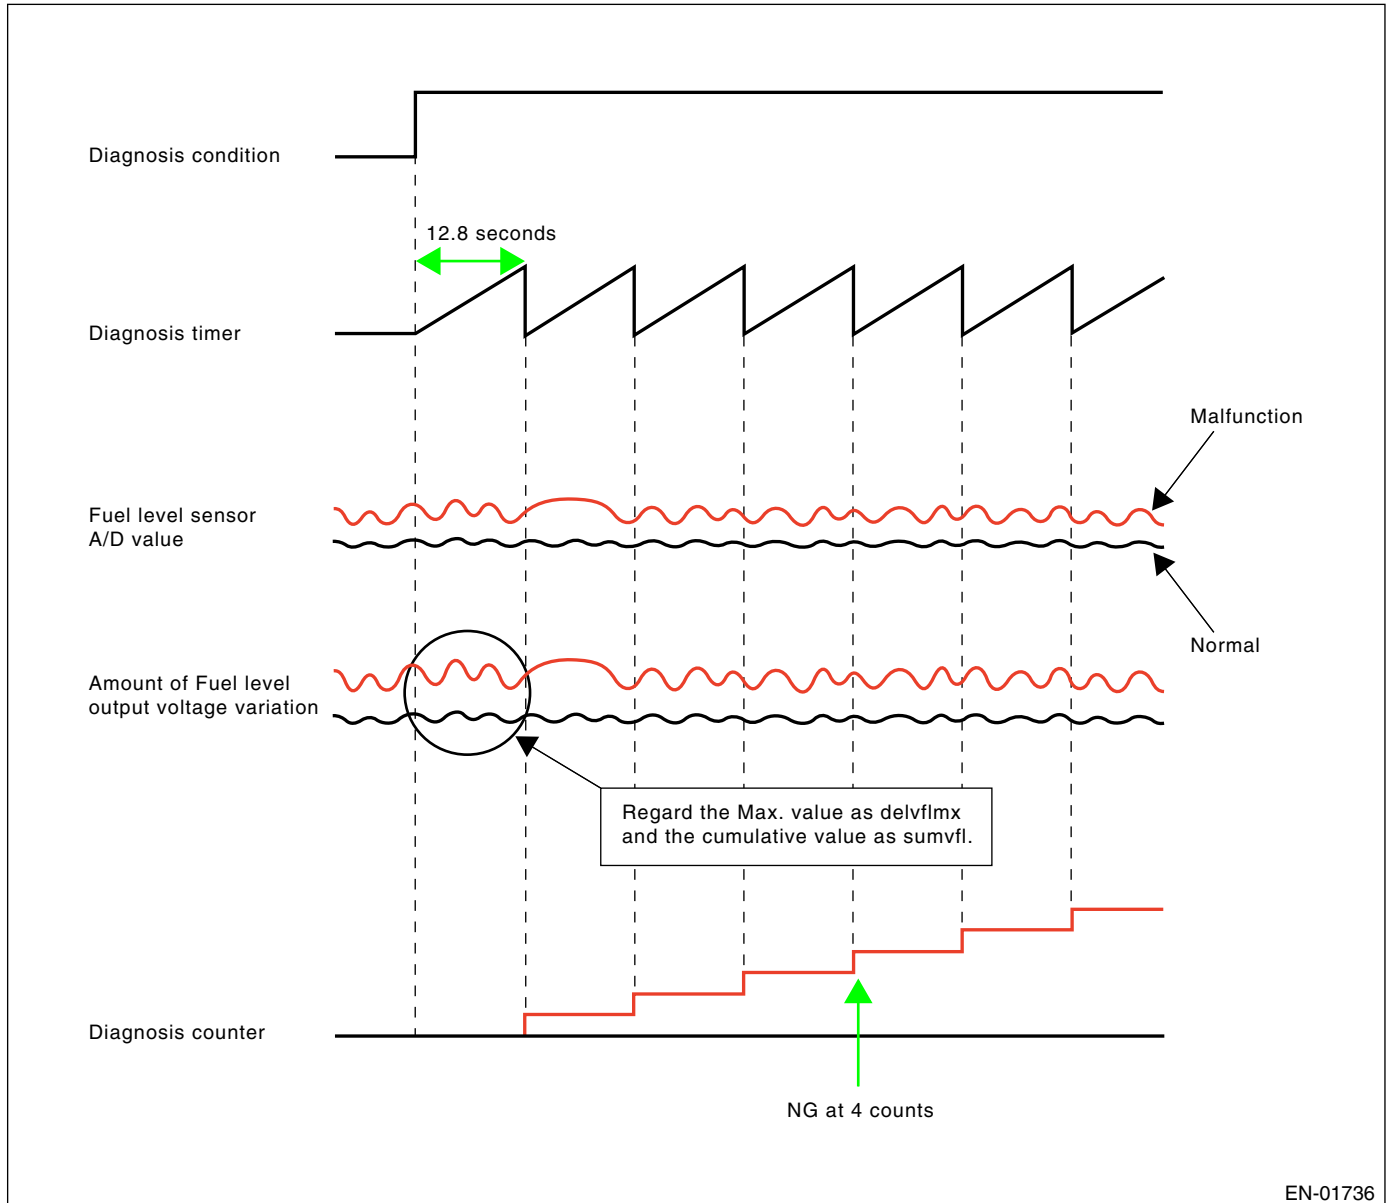 Diagnosis condition
12.8 seconds
Diagnosis timer
Malfunction
Fuel level sensor
A/D value
Normal
Amount of Fuel level
output voltage variation
Regard the Max. value as delvflmx
and the cumulative value as sumvfl.
Diagnosis counter
NG at 4 counts
EN-01736